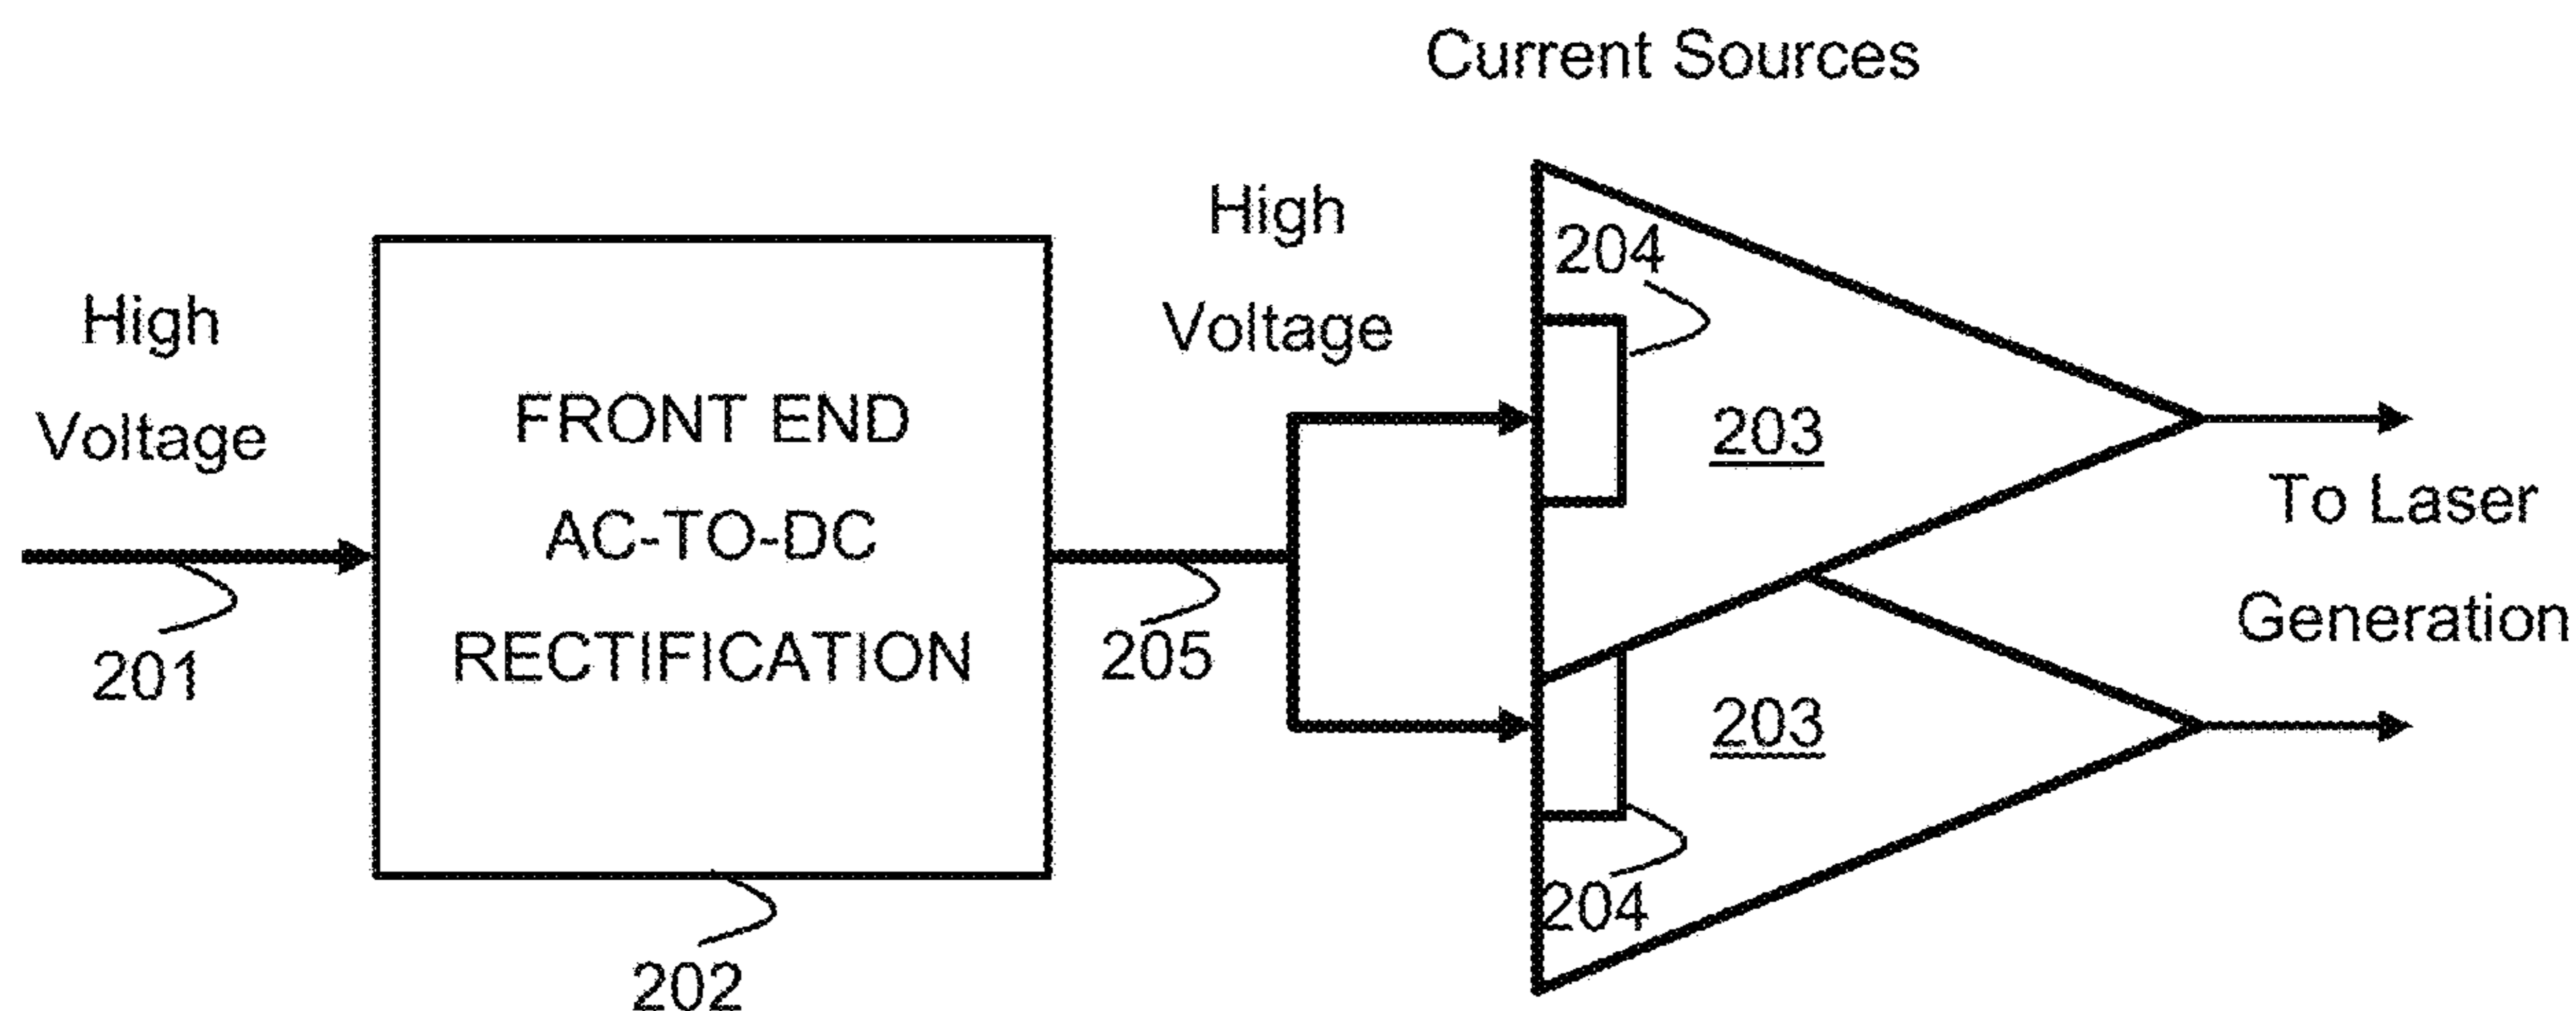 Current Sources
High
Voltage
201
FRONT END
AC-TO-DC
RECTIFICATION
202
High
Voltage
205
204
203
203
204
To Laser
Generation